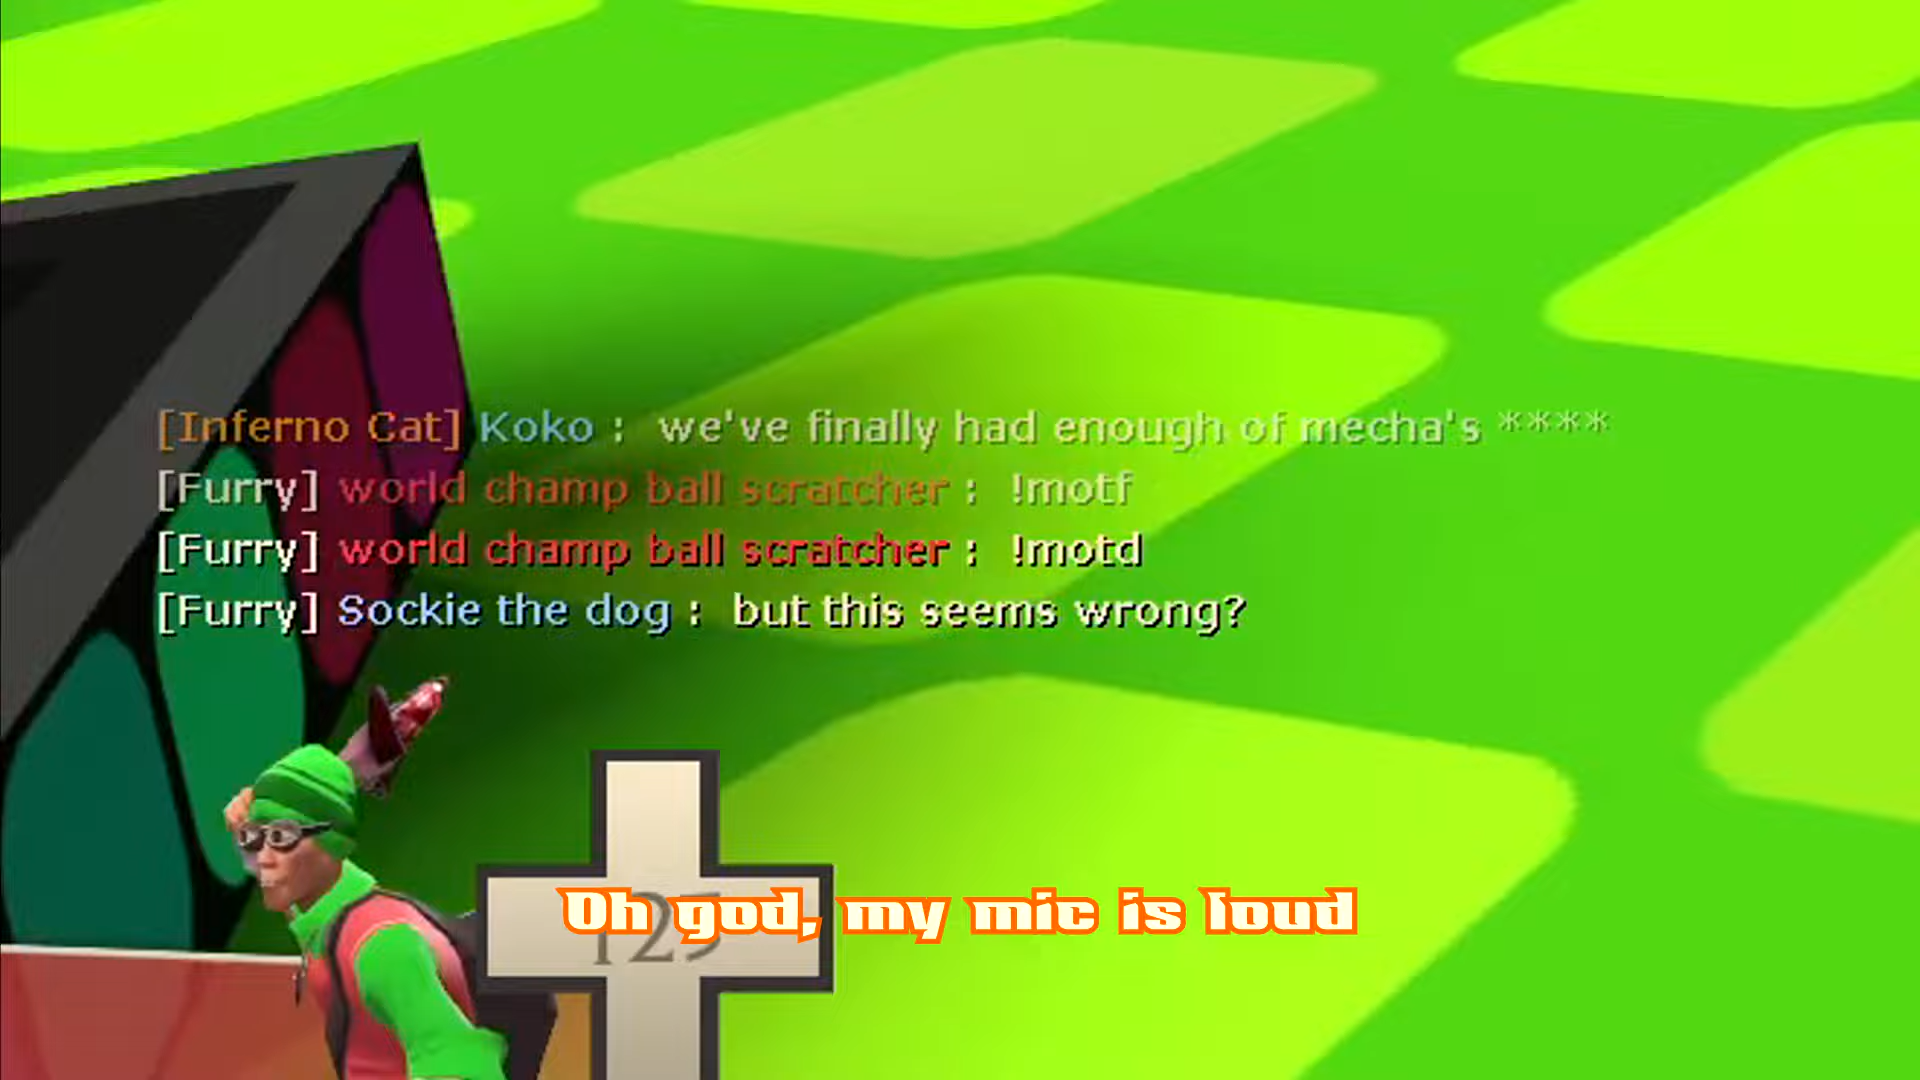 [Inferno Cat] Koko :  we've finally had enough of mecha's ****
[Furry] world champ ball scratcher :  !motf
[Furry] world champ ball scratcher :  !motd
[Furry] Sockie the dog :  but this seems wrong?
125
Oh god, my mic is loud